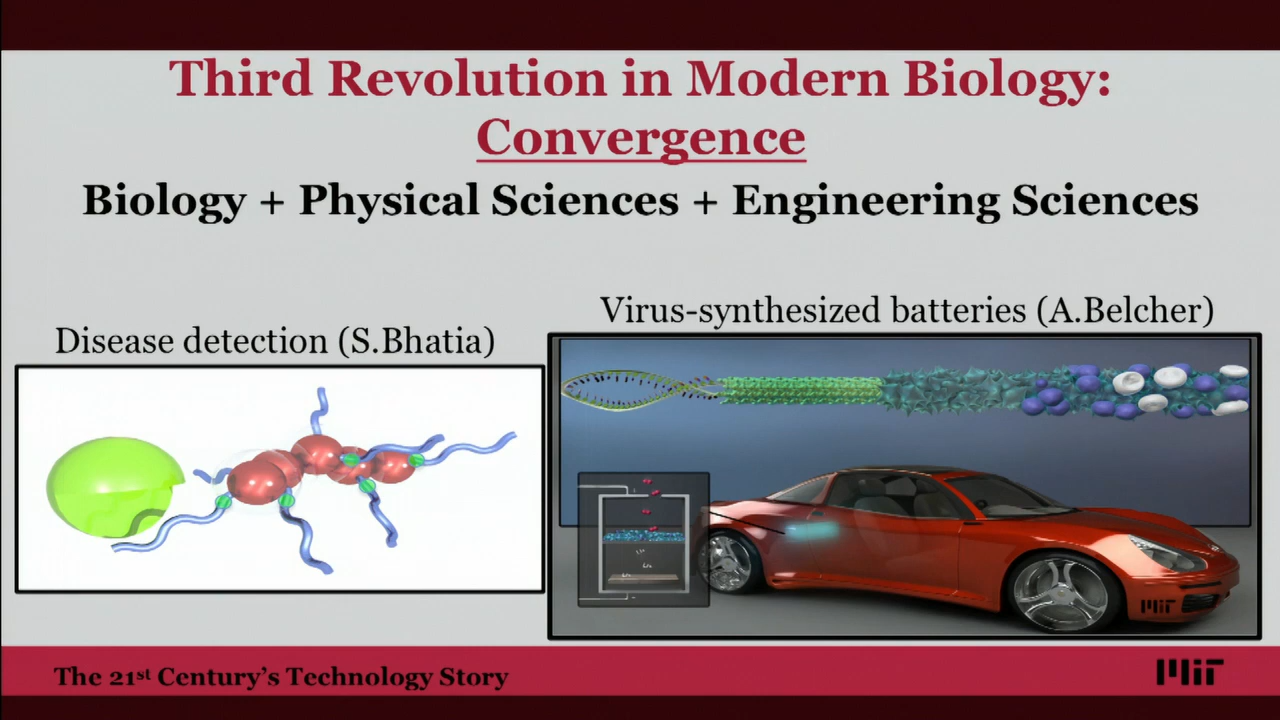 Third Revolution in Modern Biology:
Convergence
Biology + Physical Sciences + Engineering Sciences
Disease detection (S.Bhatia)
Virus-synthesized batteries (A.Belcher)
MIT
The 21st Century's Technology Story
MIT